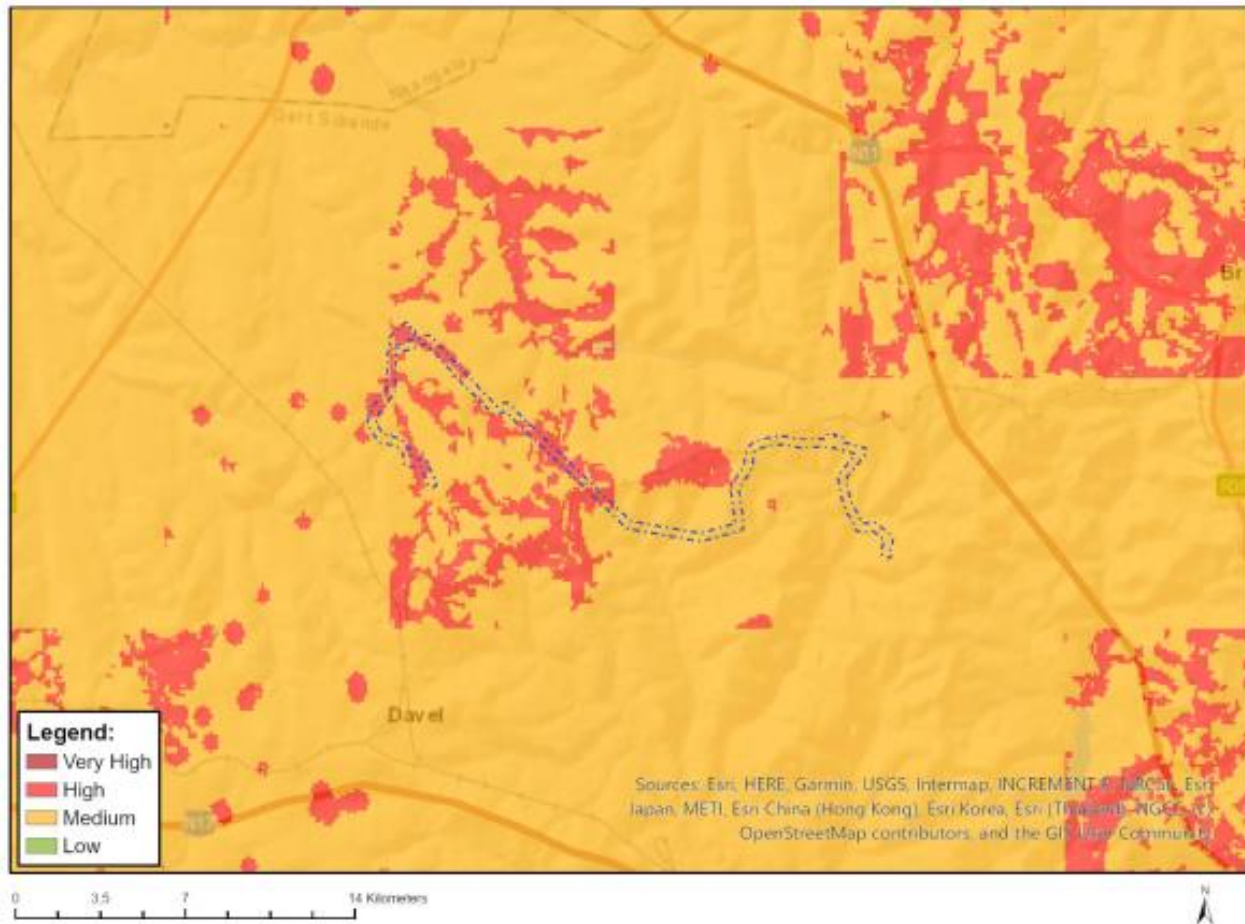 Gert Sibande
Davel
Legend:
Very High
High
Medium
Low
Sources: Esri, HERE, Garmin, USGS, Intermap, INCREMENT P, NRCan, Esri
Japan, METI, Esri China (Hong Kong), Esri Korea, Esri (Thailand), NGCC, (c)
OpenStreetMap contributors, and the GIS User Community
0 3.5 7 14 Kilometers
N